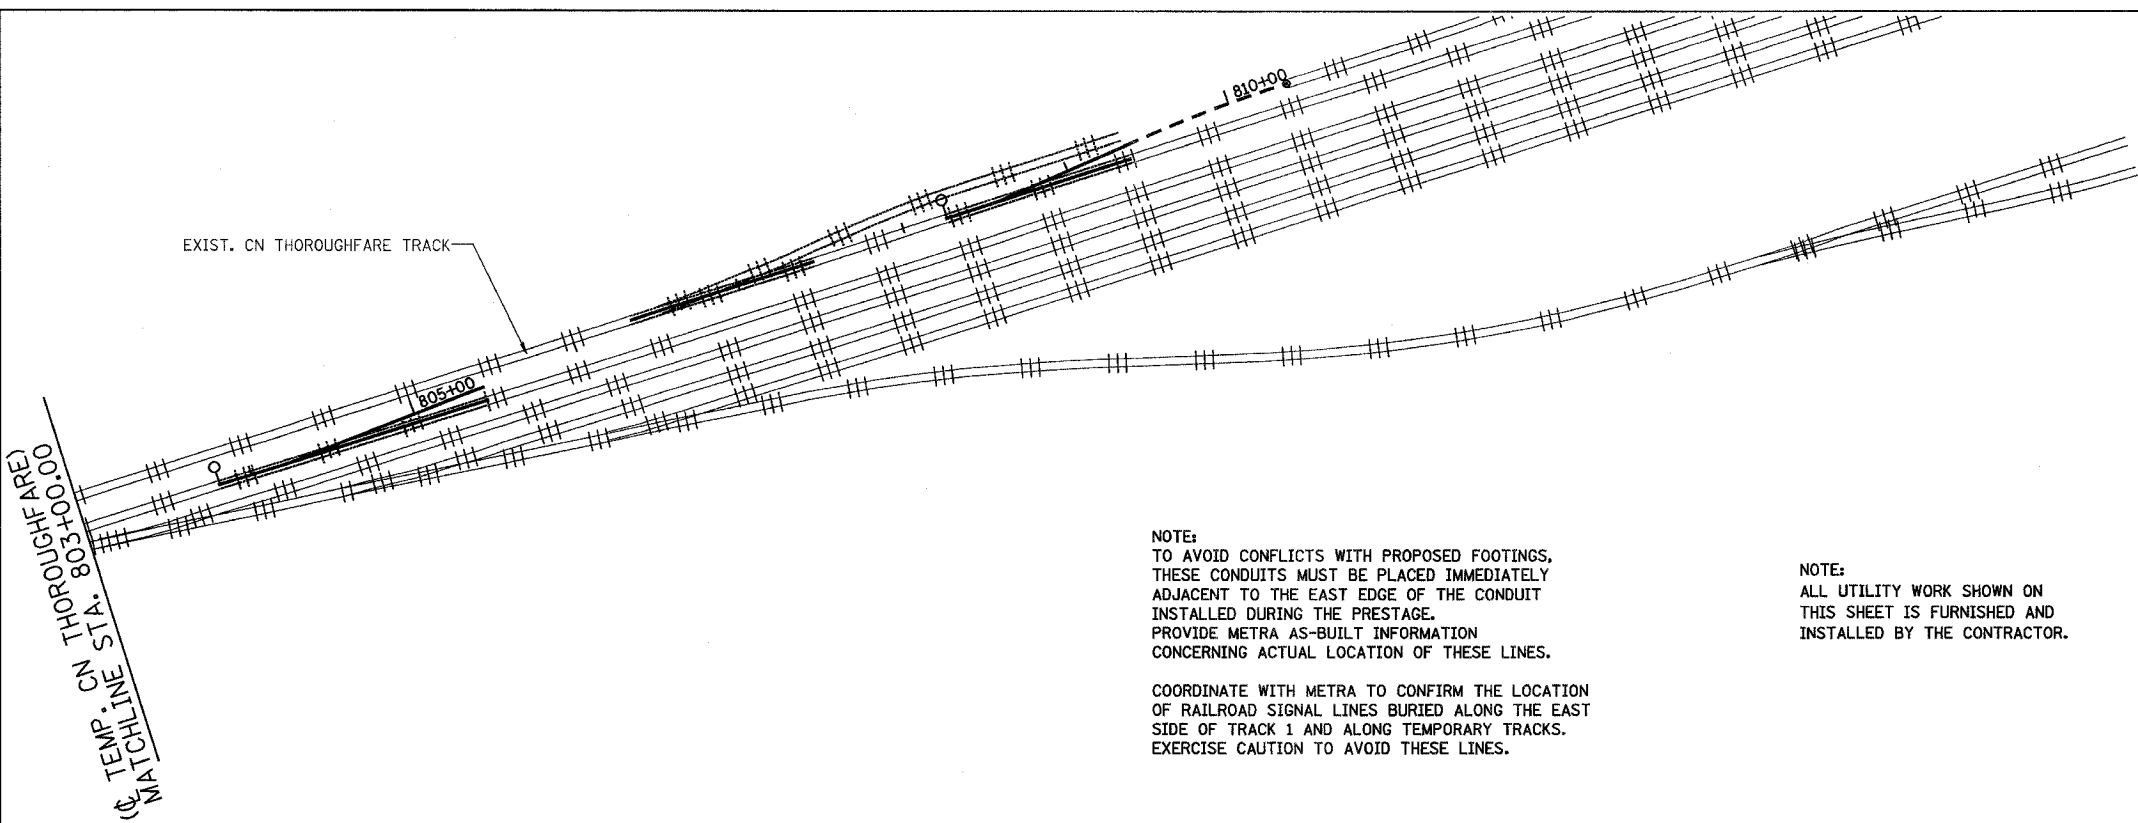 810+00
EXIST. CN THOROUGHFARE TRACK
805+00
(℄ TEMP. CN THOROUGHFARE)
MATCHLINE STA. 803+00.00
NOTE:
TO AVOID CONFLICTS WITH PROPOSED FOOTINGS,
THESE CONDUITS MUST BE PLACED IMMEDIATELY
ADJACENT TO THE EAST EDGE OF THE CONDUIT
INSTALLED DURING THE PRESTAGE.
PROVIDE METRA AS-BUILT INFORMATION
CONCERNING ACTUAL LOCATION OF THESE LINES.
COORDINATE WITH METRA TO CONFIRM THE LOCATION
OF RAILROAD SIGNAL LINES BURIED ALONG THE EAST
SIDE OF TRACK 1 AND ALONG TEMPORARY TRACKS.
EXERCISE CAUTION TO AVOID THESE LINES.
NOTE:
ALL UTILITY WORK SHOWN ON
THIS SHEET IS FURNISHED AND
INSTALLED BY THE CONTRACTOR.